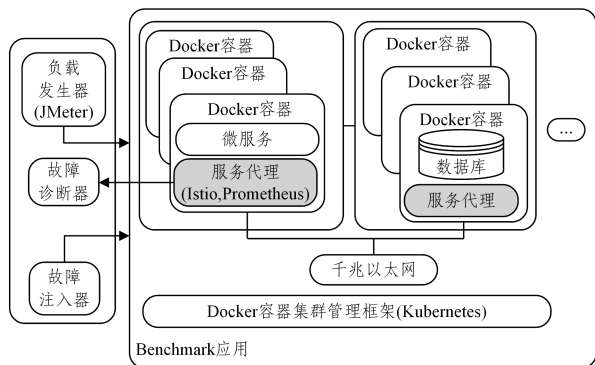 负载
发生器
(JMeter)
故障
诊断器
故障
注入器
Docker容器
Docker容器
Docker容器
微服务
服务代理
(Istio,Prometheus)
Docker容器
Docker容器
Docker容器
数据库
服务代理
...
千兆以太网
Docker容器集群管理框架(Kubernetes)
Benchmark应用